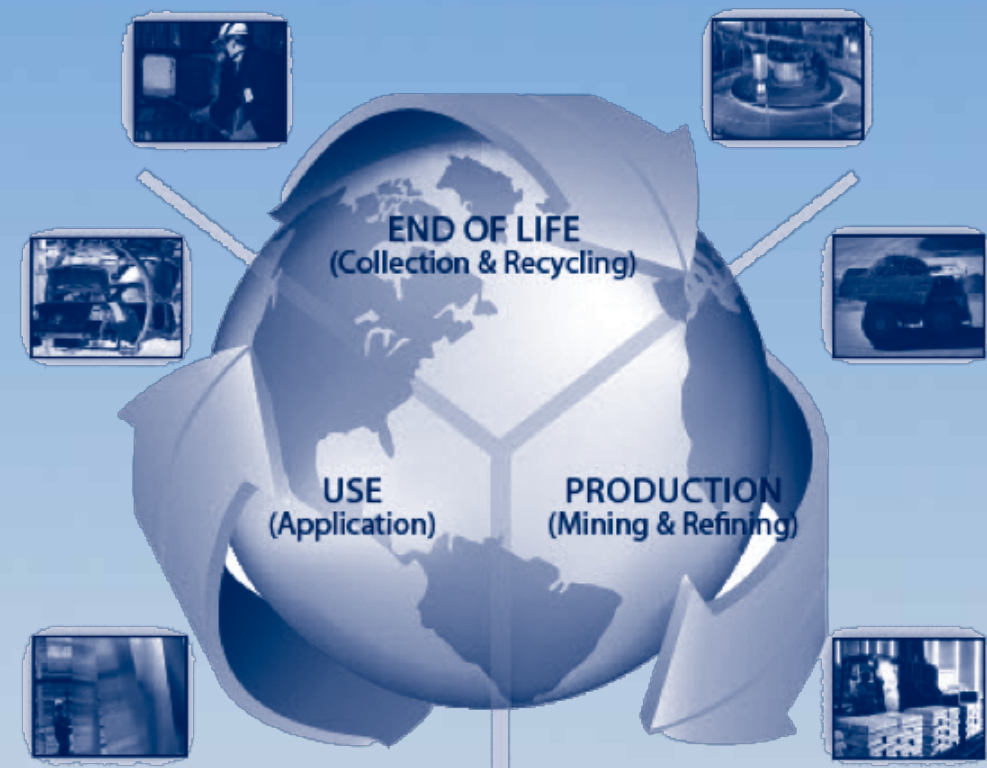 END OF LIFE
(Collection & Recycling)
USE
(Application)
PRODUCTION
(Mining & Refining)